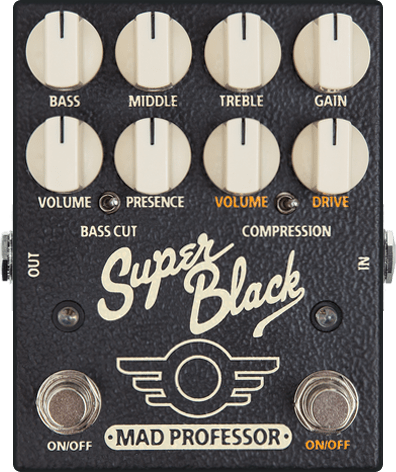 BASS MIDDLE TREBLE GAIN
VOLUME PRESENCE VOLUME DRIVE
BASS CUT COMPRESSION
OUT
IN
Super
Black
ON/OFF
• MAD PROFESSOR •
ON/OFF